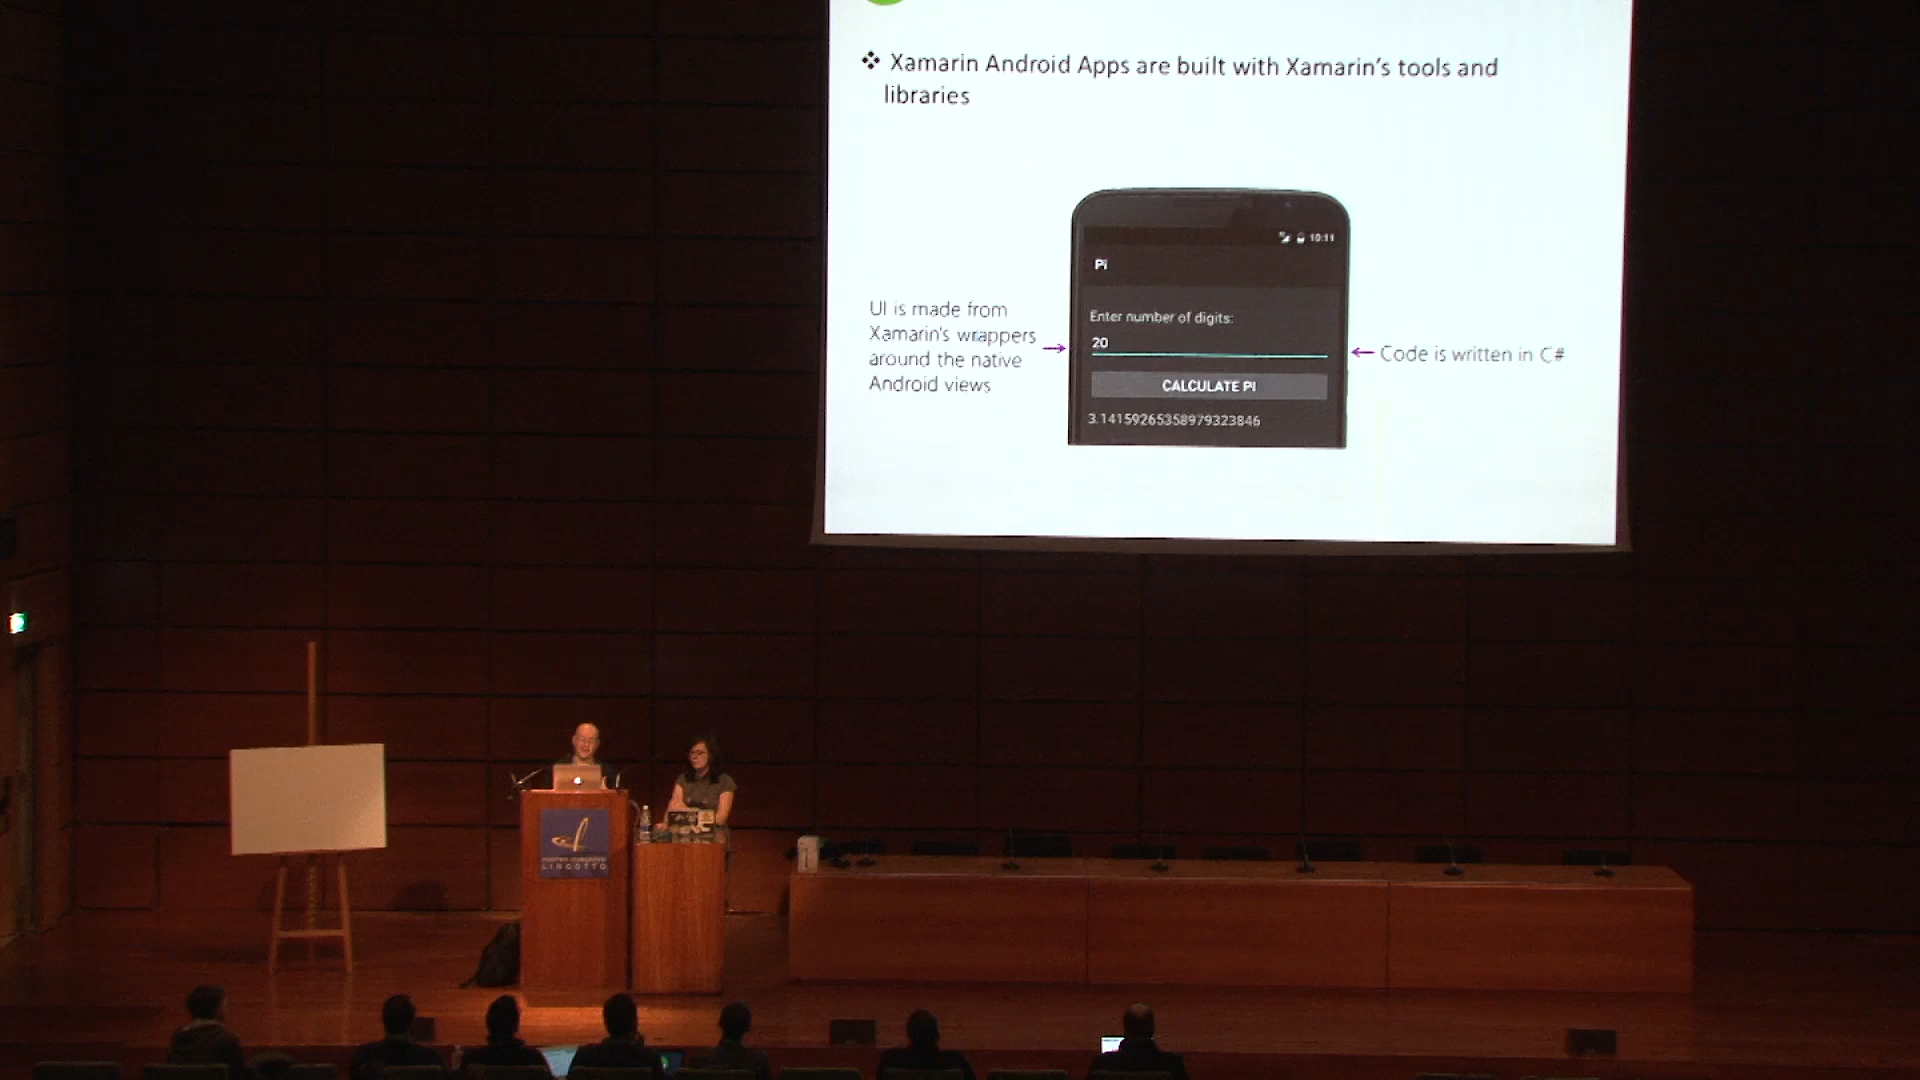 ❖ Xamarin Android Apps are built with Xamarin's tools and
libraries
10:11
Pi
Enter number of digits:
20
CALCULATE PI
3.14159265358979323846
UI is made from
Xamarin's wrappers
around the native
Android views
Code is written in C#
LINGOTTO